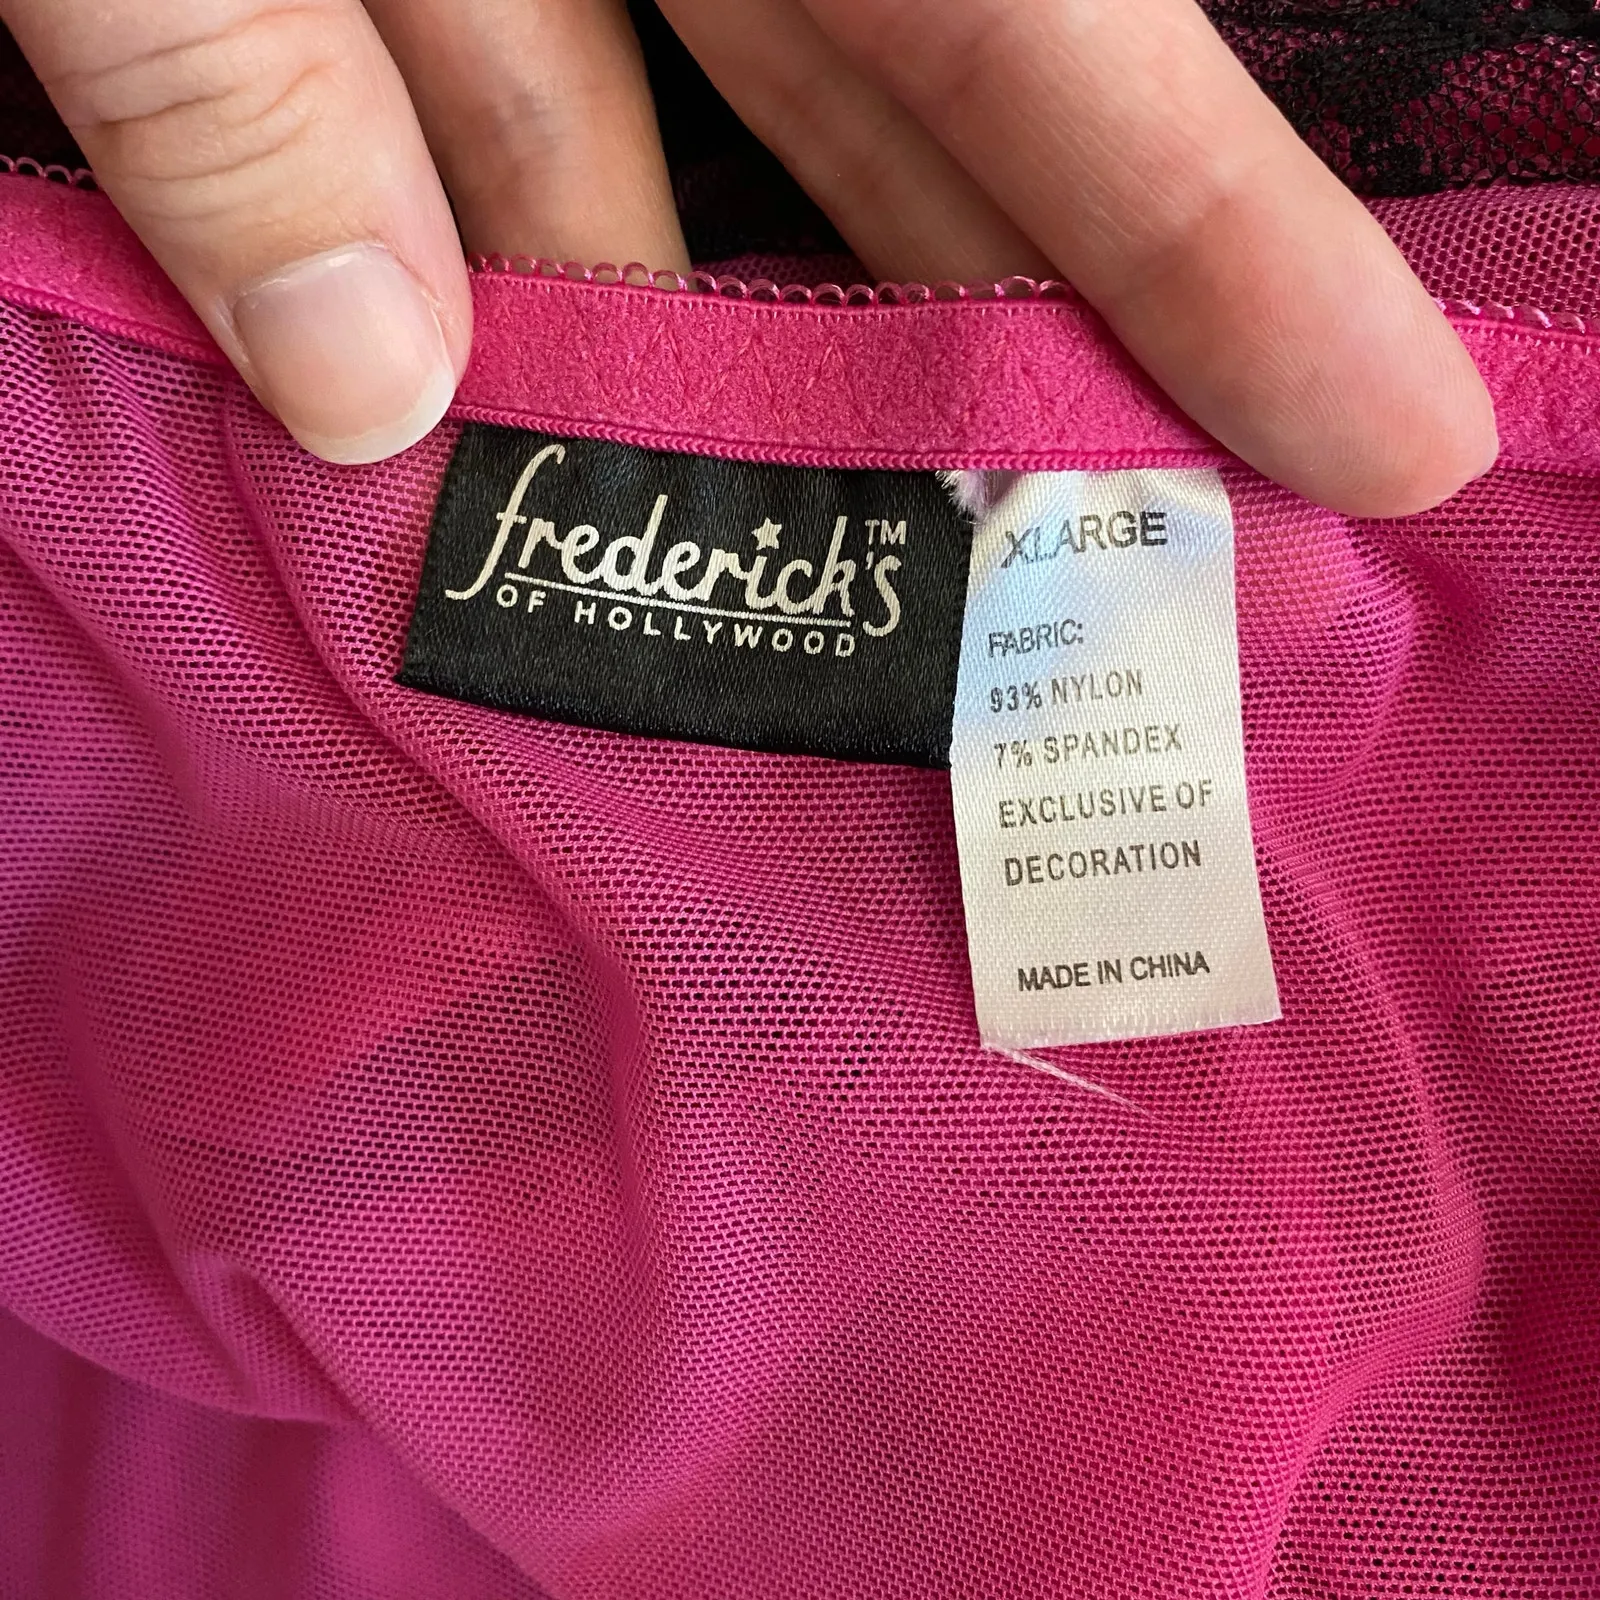 frederick's™
OF HOLLYWOOD
XLARGE
FABRIC:
93% NYLON
7% SPANDEX
EXCLUSIVE OF
DECORATION
MADE IN CHINA